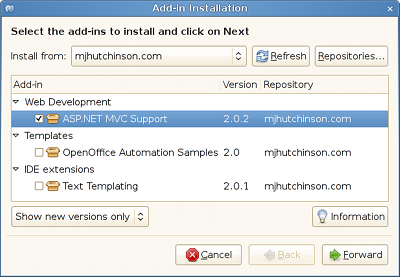 Add-in Installation
Select the add-ins to install and click on Next
Install from: mjhutchinson.com Refresh Repositories...
Add-in Version Repository
Web Development
ASP.NET MVC Support 2.0.2 mjhutchinson.com
Templates
OpenOffice Automation Samples 2.0 mjhutchinson.com
IDE extensions
Text Templating 2.0.1 mjhutchinson.com
Show new versions only Information
Cancel Back Forward